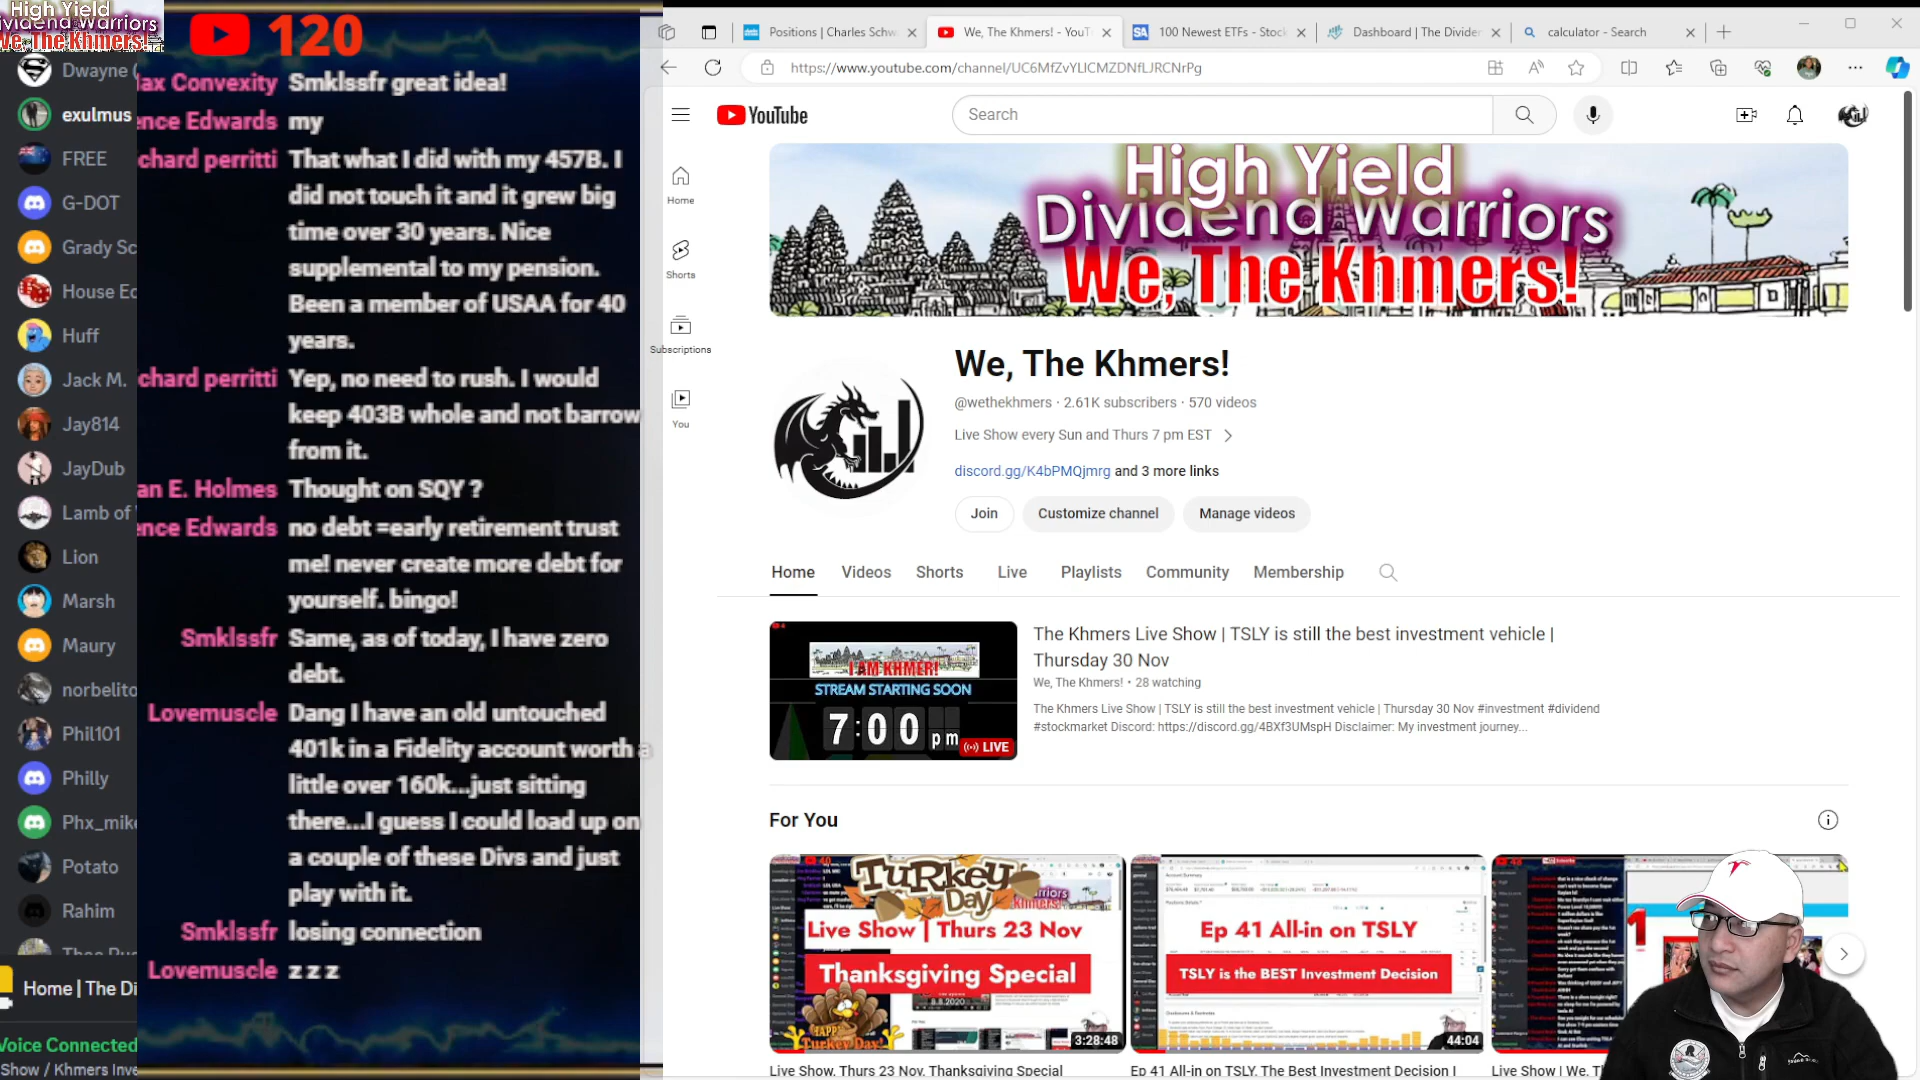 High Yield
Dividend Warriors
We, The Khmers!
120
Dwayne
exulmus
FREE
G-DOT
Grady Sc
House Ec
Huff
Jack M.
Jay814
JayDub
Lamb of
Lion
Marsh
Maury
norbelito
Phil101
Philly
Phx_mike
Potato
Rahim
Home | The Di
Voice Connected
Show / Khmers Inve
ax Convexity Smklssfr great idea!
nce Edwards my
chard perritti That what I did with my 457B. I
did not touch it and it grew big
time over 30 years. Nice
supplemental to my pension.
Been a member of USAA for 40
years.
chard perritti Yep, no need to rush. I would
keep 403B whole and not barrow
from it.
an E. Holmes Thought on SQY ?
nce Edwards no debt =early retirement trust
me! never create more debt for
yourself. bingo!
Smklssfr Same, as of today, I have zero
debt.
Lovemuscle Dang I have an old untouched
401k in a Fidelity account worth a
little over 160k...just sitting
there...I guess I could load up on
a couple of these Divs and just
play with it.
Smklssfr losing connection
Lovemuscle z z z
Positions | Charles Schw
We, The Khmers! - YouT
SA 100 Newest ETFs - Stock
Dashboard | The Divider
calculator - Search
https://www.youtube.com/channel/UC6MfZvYLlCMZDNfLJRCNrPg
YouTube
Search
Home
Shorts
Subscriptions
You
High Yield
Dividend Warriors
We, The Khmers!
We, The Khmers!
@wethekhmers · 2.61K subscribers · 570 videos
Live Show every Sun and Thurs 7 pm EST
discord.gg/K4bPMQjmrg and 3 more links
Join
Customize channel
Manage videos
Home Videos Shorts Live Playlists Community Membership
I AM KHMER!
STREAM STARTING SOON
7:00 pm
LIVE
The Khmers Live Show | TSLY is still the best investment vehicle |
Thursday 30 Nov
We, The Khmers! • 28 watching
The Khmers Live Show | TSLY is still the best investment vehicle | Thursday 30 Nov #investment #dividend
#stockmarket Discord: https://discord.gg/4BXf3UMspH Disclaimer: My investment journey...
For You
Turkey
Day
Live Show | Thurs 23 Nov
Thanksgiving Special
8.8.2020
HAPPY
Turkey Day!
3:28:48
Ep 41 All-in on TSLY
TSLY is the BEST Investment Decision
44:04
Live Show, Thurs 23 Nov, Thanksgiving Special
Ep 41 All-in on TSLY, The Best Investment Decision |
Live Show | We, Th